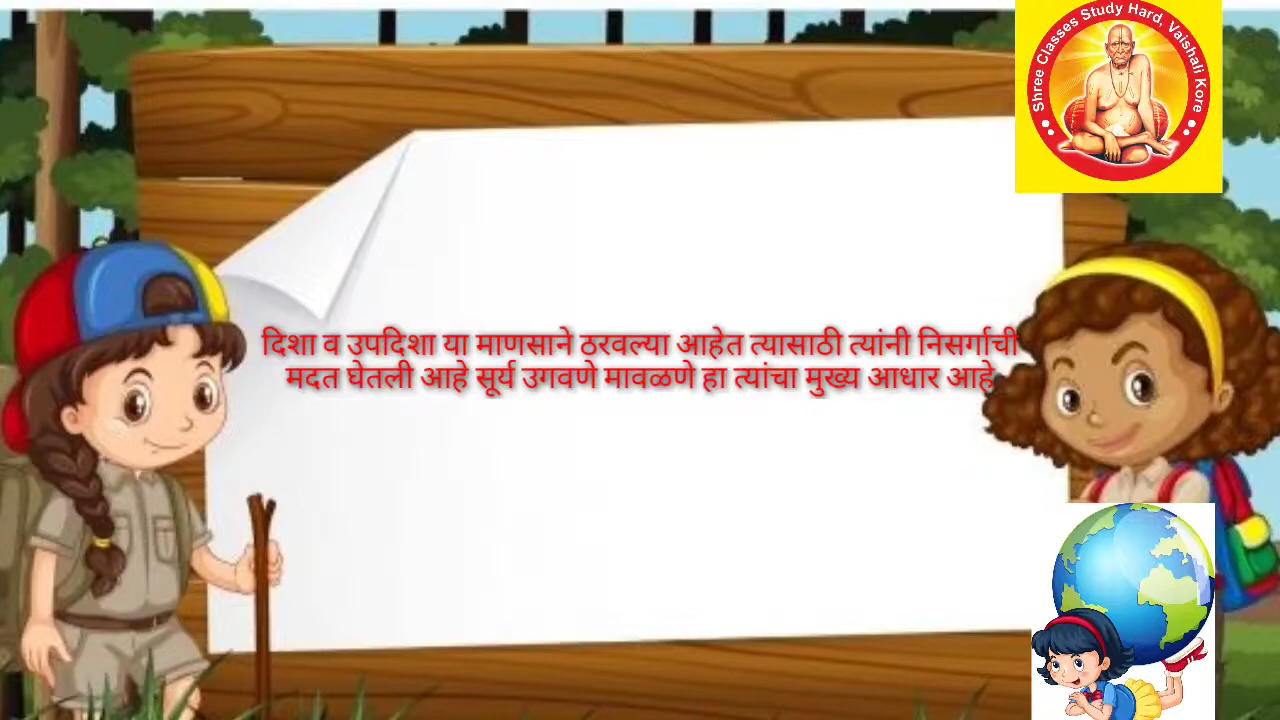 Shree Classes Study Hard, Vaishali Kore
दिशा व उपदिशा या माणसाने ठरवल्या आहेत त्यासाठी त्यांनी निसर्गाची
मदत घेतली आहे सूर्य उगवणे मावळणे हा त्यांचा मुख्य आधार आहे